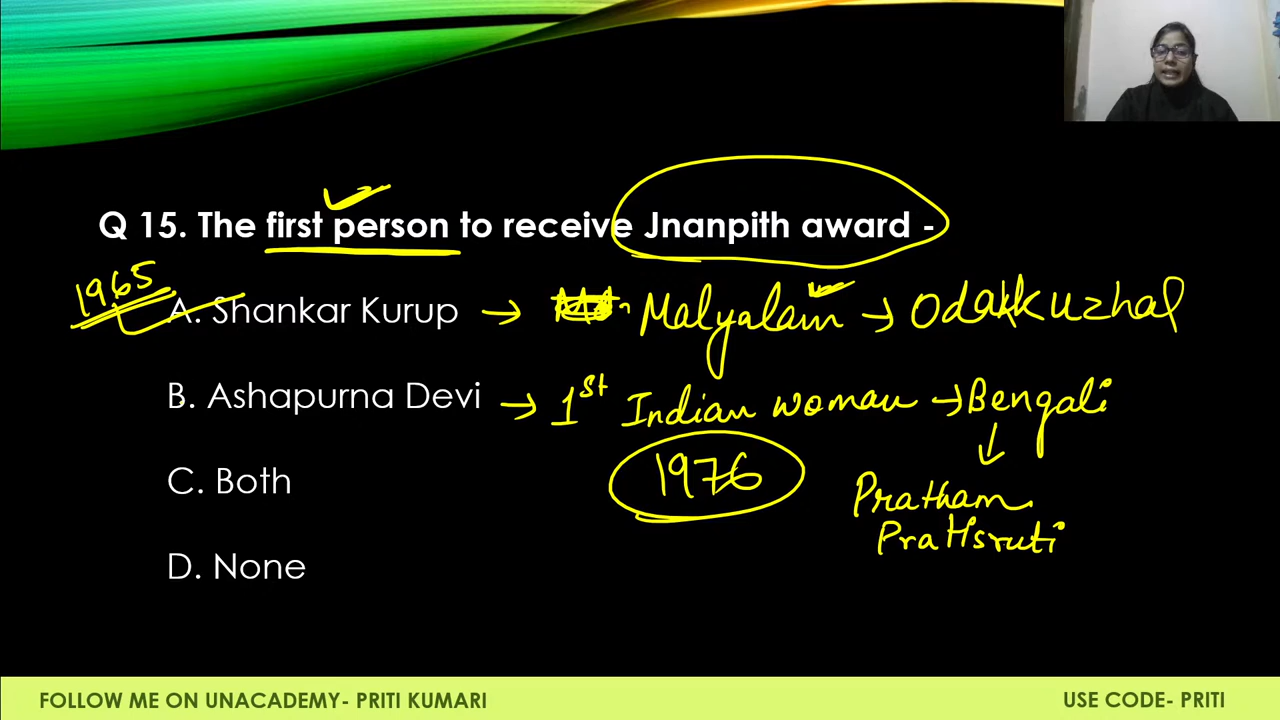 Q 15. The first person to receive Jnanpith award -
1965
A. Shankar Kurup → Malyalam → Odakkuzhal
B. Ashapurna Devi → 1st Indian woman → Bengali
1976
C. Both
Pratham
Pratisruti
D. None
FOLLOW ME ON UNACADEMY- PRITI KUMARI
USE CODE- PRITI